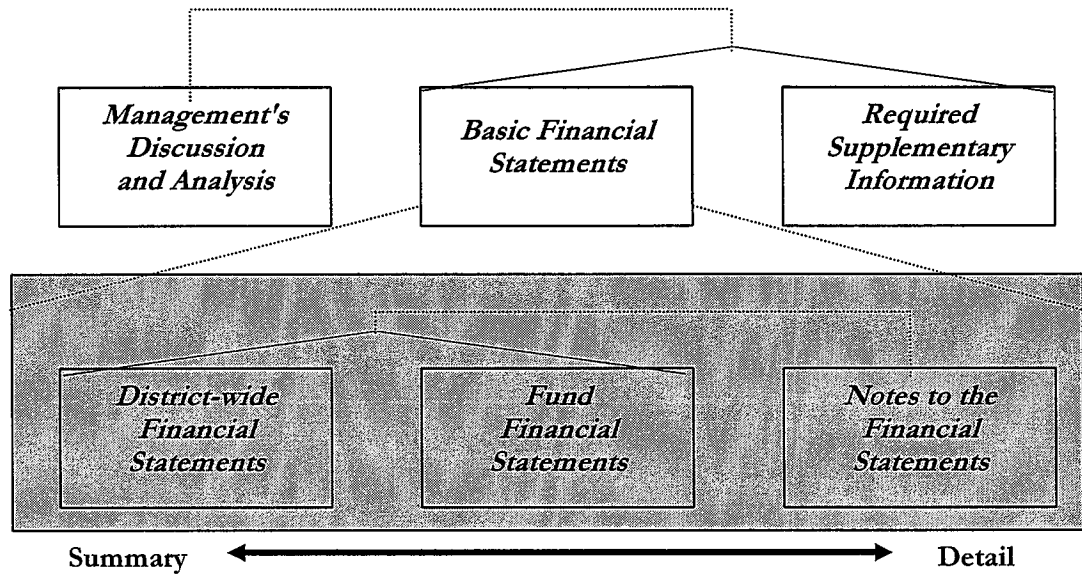 Management's
Discussion
and Analysis
Basic Financial
Statements
Required
Supplementary
Information
District-wide
Financial
Statements
Fund
Financial
Statements
Notes to the
Financial
Statements
Summary
Detail